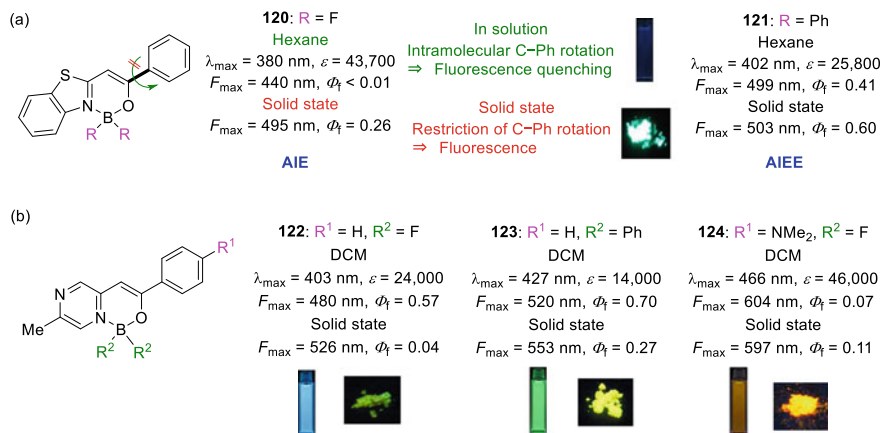 (a)
120: R = F
Hexane
λmax = 380 nm, ε = 43,700
Fmax = 440 nm, Φf < 0.01
Solid state
Fmax = 495 nm, Φf = 0.26
AIE
In solution
Intramolecular C−Ph rotation
⇒ Fluorescence quenching
Solid state
Restriction of C−Ph rotation
⇒ Fluorescence
121: R = Ph
Hexane
λmax = 402 nm, ε = 25,800
Fmax = 499 nm, Φf = 0.41
Solid state
Fmax = 503 nm, Φf = 0.60
AIEE
S
N
O
B
R
R
(b)
R1
N
Me
N
B
O
R2
R2
122: R1 = H, R2 = F
DCM
λmax = 403 nm, ε = 24,000
Fmax = 480 nm, Φf = 0.57
Solid state
Fmax = 526 nm, Φf = 0.04
123: R1 = H, R2 = Ph
DCM
λmax = 427 nm, ε = 14,000
Fmax = 520 nm, Φf = 0.70
Solid state
Fmax = 553 nm, Φf = 0.27
124: R1 = NMe2, R2 = F
DCM
λmax = 466 nm, ε = 46,000
Fmax = 604 nm, Φf = 0.07
Solid state
Fmax = 597 nm, Φf = 0.11